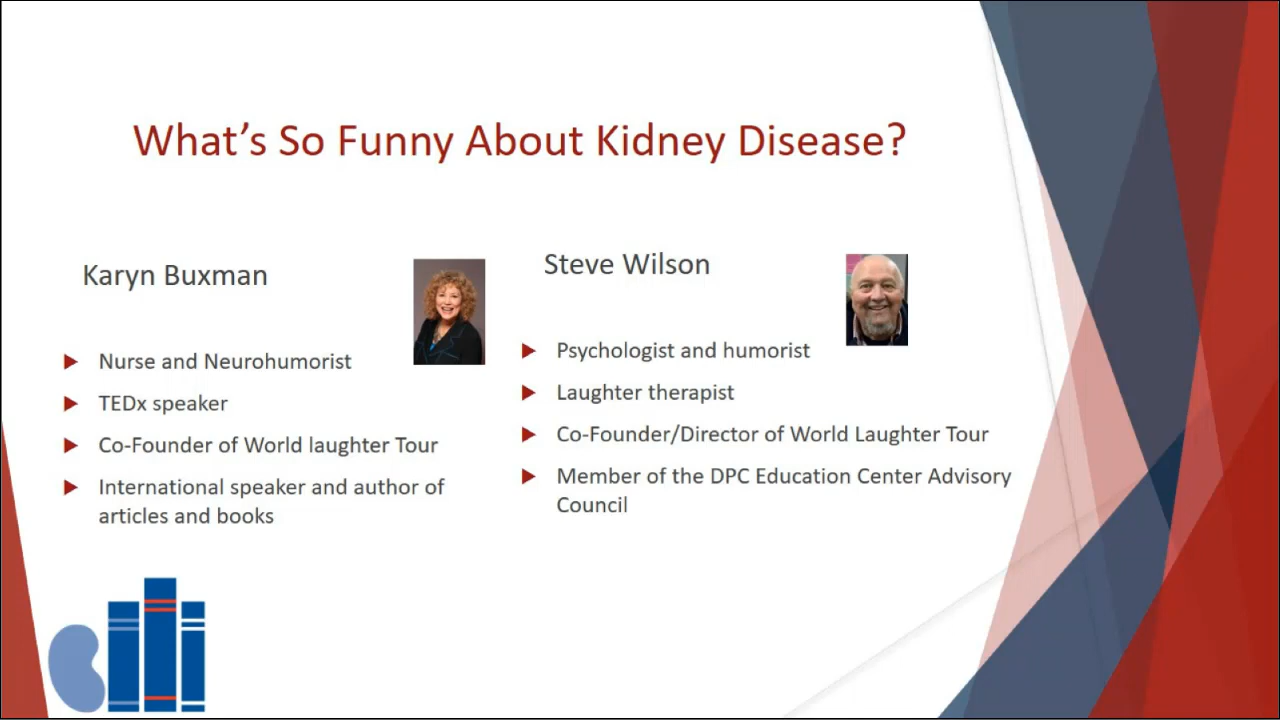 What's So Funny About Kidney Disease?
Karyn Buxman
Nurse and Neurohumorist
TEDx speaker
Co-Founder of World laughter Tour
International speaker and author of
articles and books
Steve Wilson
Psychologist and humorist
Laughter therapist
Co-Founder/Director of World Laughter Tour
Member of the DPC Education Center Advisory
Council